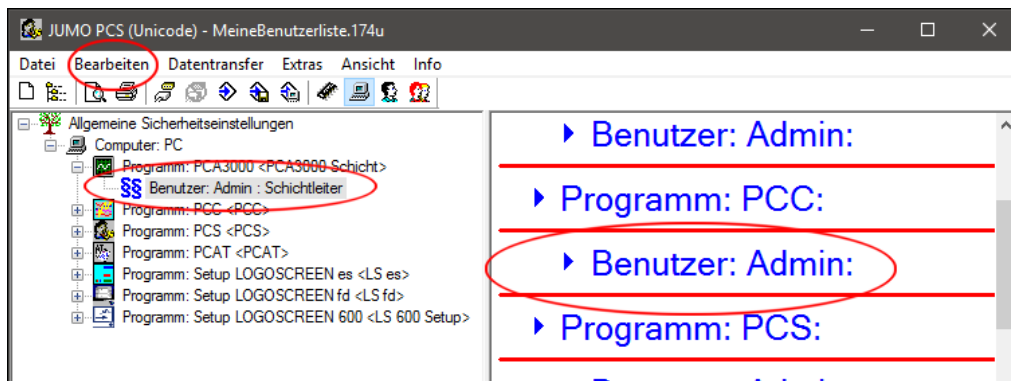 JUMO PCS (Unicode) - MeineBenutzerliste.174u
Datei Bearbeiten Datentransfer Extras Ansicht Info
Allgemeine Sicherheitseinstellungen
Computer: PC
Programm: PCA3000 <PCA3000 Schicht>
§§ Benutzer: Admin : Schichtleiter
Programm: PCC <PCC>
Programm: PCS <PCS>
Programm: PCAT <PCAT>
Programm: Setup LOGOSCREEN es <LS es>
Programm: Setup LOGOSCREEN fd <LS fd>
Programm: Setup LOGOSCREEN 600 <LS 600 Setup>
Benutzer: Admin:
Programm: PCC:
Benutzer: Admin:
Programm: PCS: